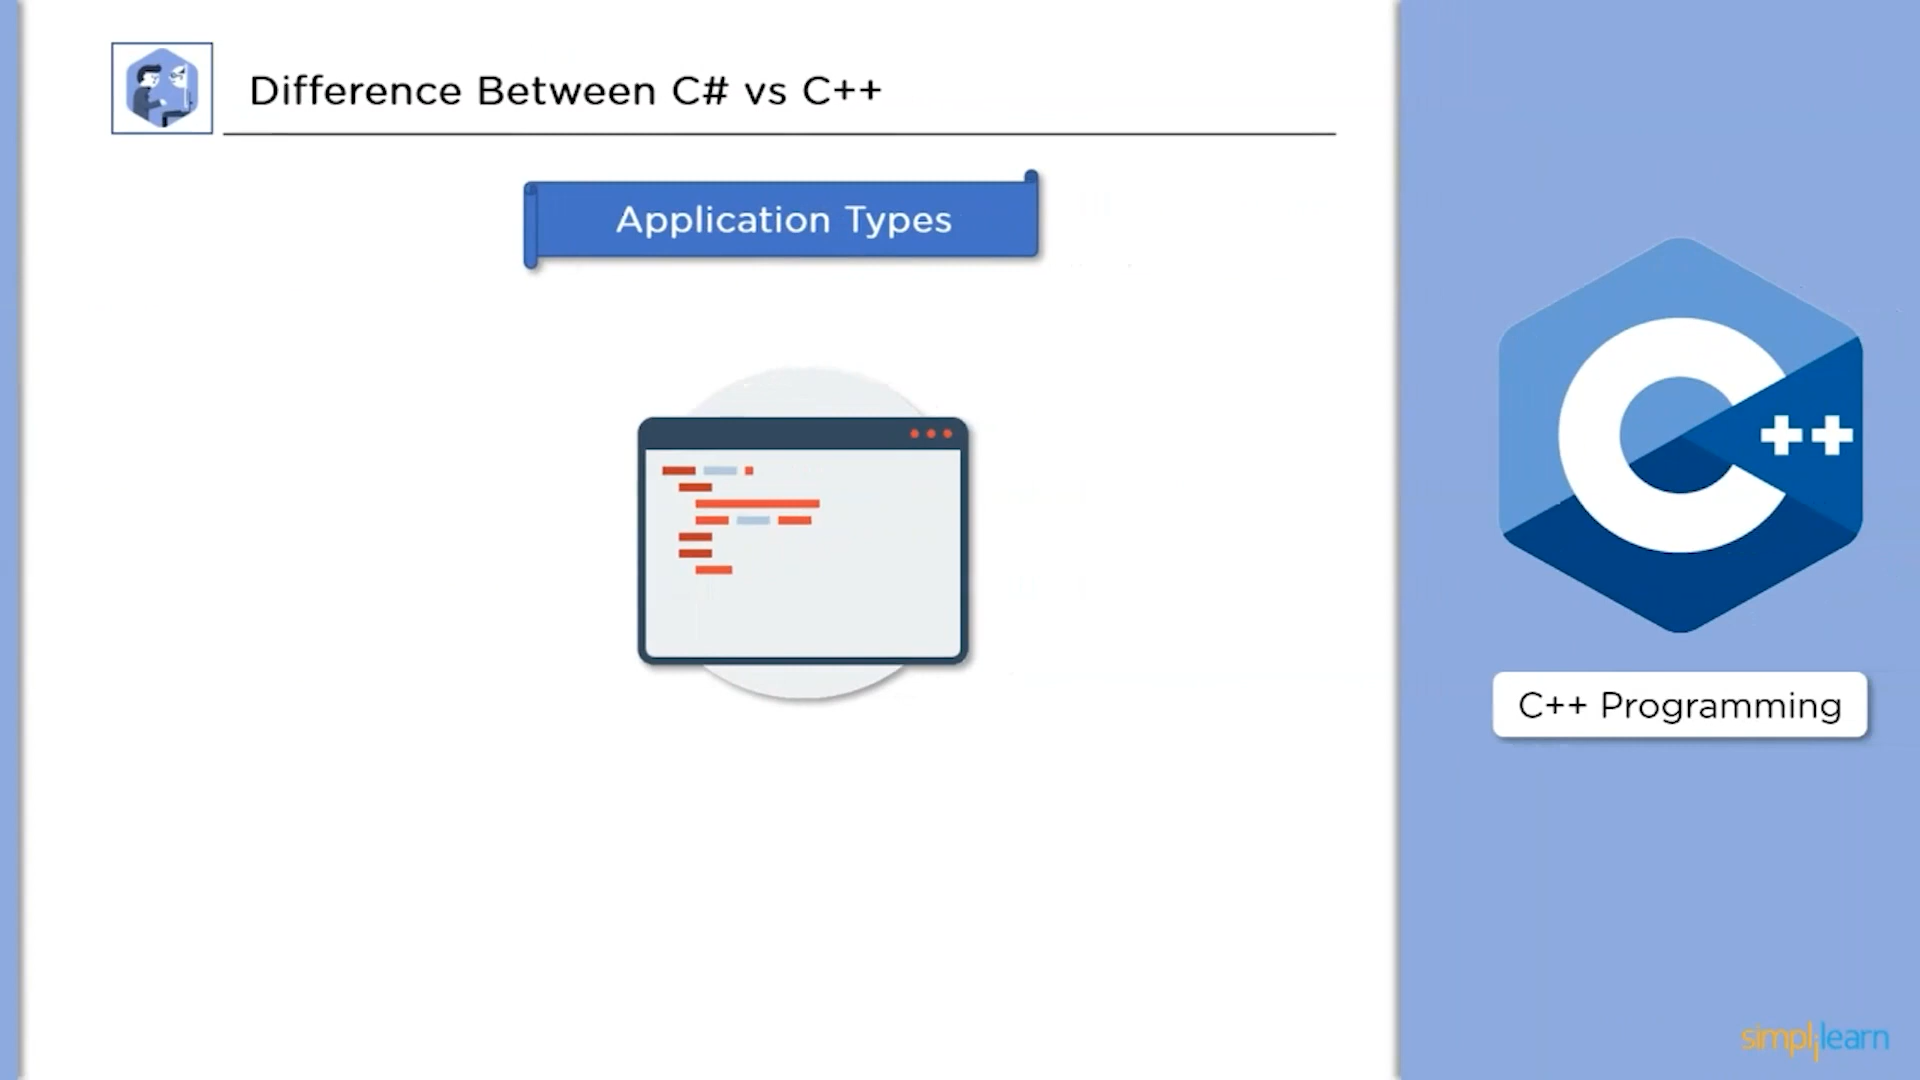 Difference Between C# vs C++
Application Types
C++
C++ Programming
simplilearn